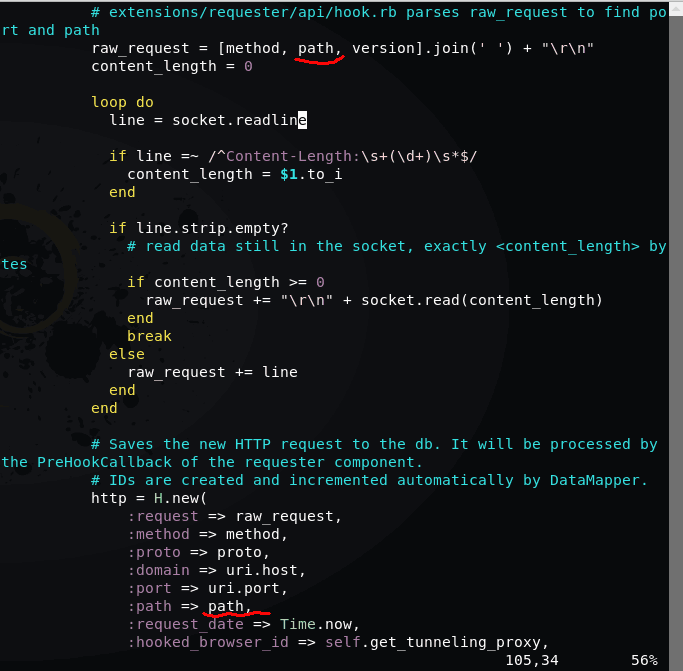 # extensions/requester/api/hook.rb parses raw_request to find po
rt and path
raw_request = [method, path, version].join(' ') + "\r\n"
content_length = 0
loop do
line = socket.readline
if line =~ /^Content-Length:\s+(\d+)\s*$/
content_length = $1.to_i
end
if line.strip.empty?
# read data still in the socket, exactly <content_length> by
tes
if content_length >= 0
raw_request += "\r\n" + socket.read(content_length)
end
break
else
raw_request += line
end
end
# Saves the new HTTP request to the db. It will be processed by
the PreHookCallback of the requester component.
# IDs are created and incremented automatically by DataMapper.
http = H.new(
:request => raw_request,
:method => method,
:proto => proto,
:domain => uri.host,
:port => uri.port,
:path => path,
:request_date => Time.now,
:hooked_browser_id => self.get_tunneling_proxy,
105,34 56%